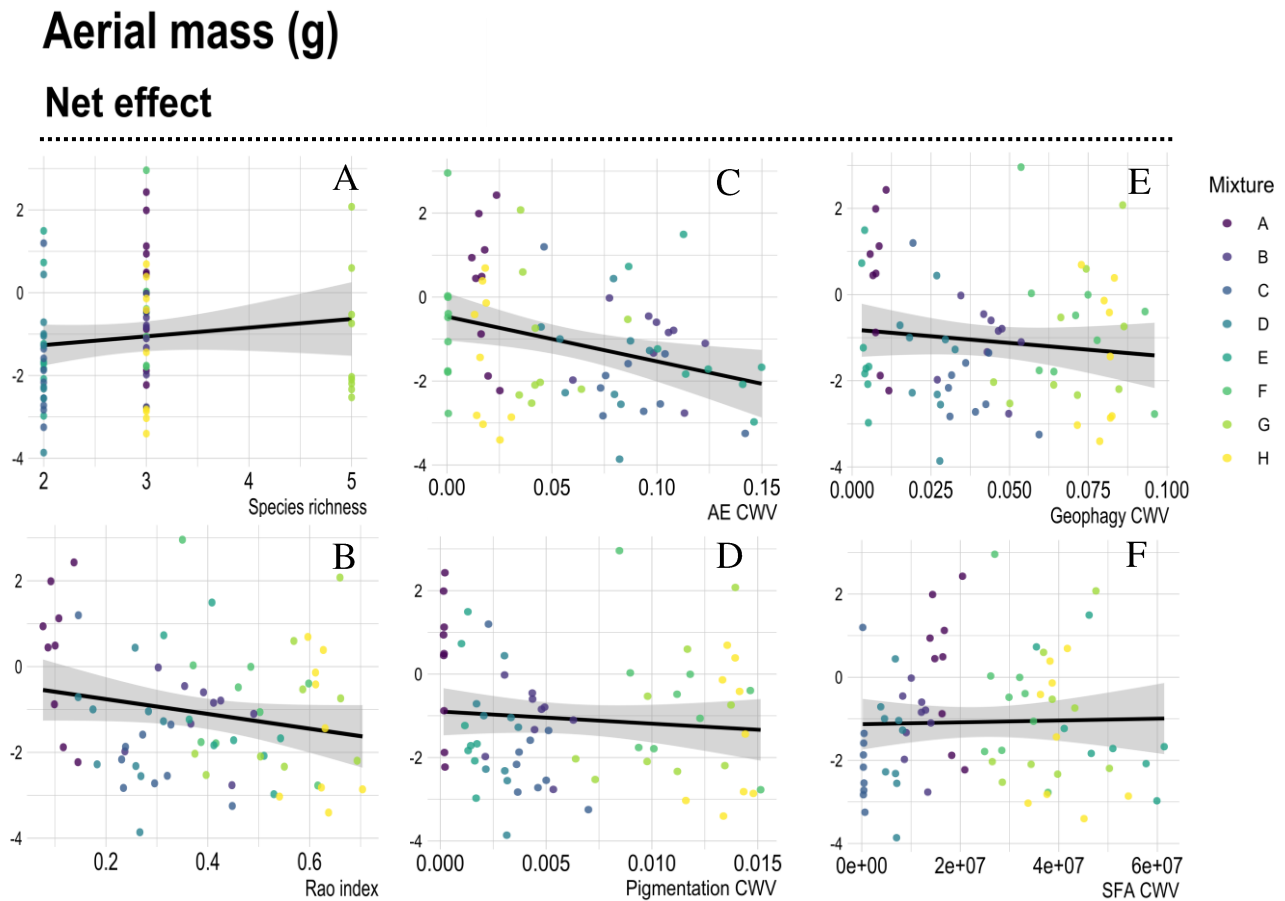 Aerial mass (g)
Net effect
A
2
0
-2
-4
2
3
4
5
Species richness
C
2
0
-2
-4
0.00
0.05
0.10
0.15
AE CWV
E
2
0
-2
-4
0.000
0.025
0.050
0.075
0.100
Geophagy CWV
Mixture
A
B
C
D
E
F
G
H
B
2
0
-2
-4
0.2
0.4
0.6
Rao index
D
2
0
-2
-4
0.000
0.005
0.010
0.015
Pigmentation CWV
F
2
0
-2
-4
0e+00
2e+07
4e+07
6e+07
SFA CWV